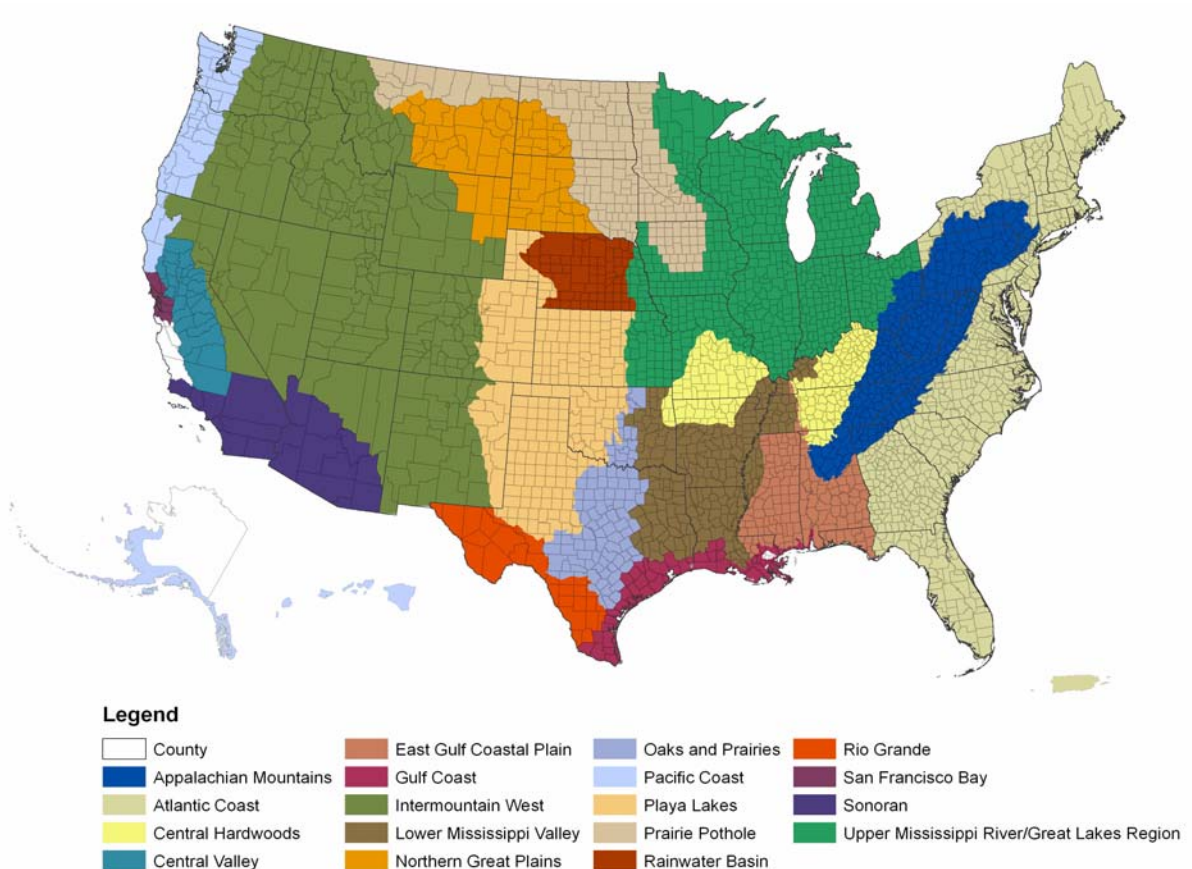 Legend
County
Appalachian Mountains
Atlantic Coast
Central Hardwoods
Central Valley
East Gulf Coastal Plain
Gulf Coast
Intermountain West
Lower Mississippi Valley
Northern Great Plains
Oaks and Prairies
Pacific Coast
Playa Lakes
Prairie Pothole
Rainwater Basin
Rio Grande
San Francisco Bay
Sonoran
Upper Mississippi River/Great Lakes Region